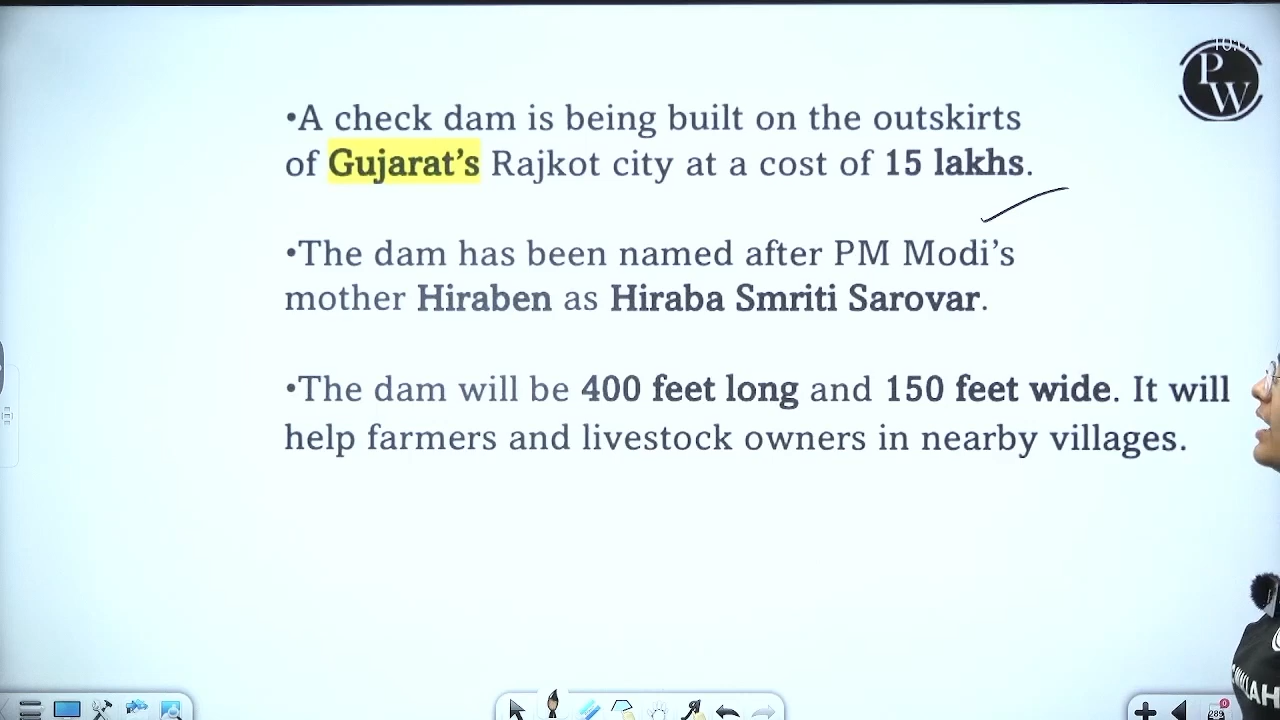 •A check dam is being built on the outskirts
of Gujarat’s Rajkot city at a cost of 15 lakhs.
•The dam has been named after PM Modi’s
mother Hiraben as Hiraba Smriti Sarovar.
•The dam will be 400 feet long and 150 feet wide. It will
help farmers and livestock owners in nearby villages.
PW
289